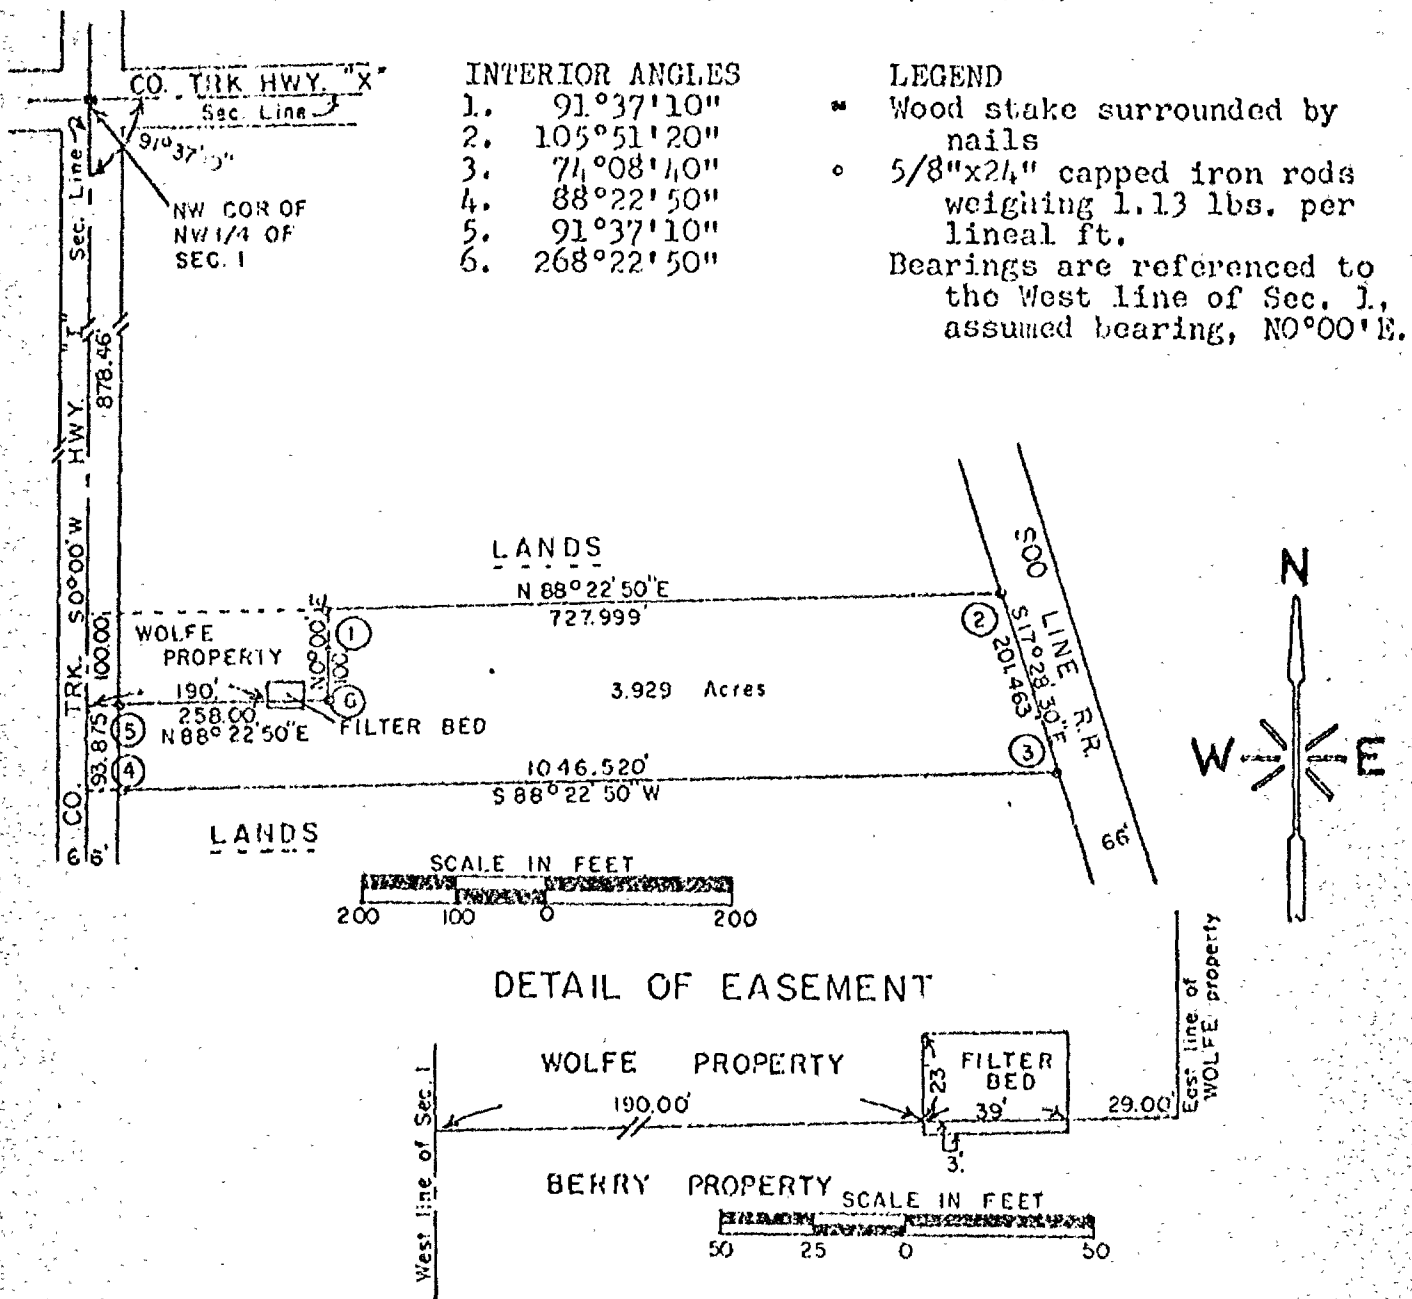 CO. TRK HWY. "X"
Sec. Line
91°37'10"
Sec. Line
NW COR OF
NW 1/4 OF
SEC. 1
INTERIOR ANGLES
1. 91°37'10"
2. 105°51'20"
3. 74°08'40"
4. 88°22'50"
5. 91°37'10"
6. 268°22'50"
LEGEND
Wood stake surrounded by
nails
5/8"x24" capped iron rods
weighing 1.13 lbs. per
lineal ft.
Bearings are referenced to
the West line of Sec. 1,
assumed bearing, N0°00'E.
CO. TRK. S0°00'W HWY. "I"
878.46'
100.00'
93.875'
66'
LANDS
N 88°22'50"E
727.999'
WOLFE
PROPERTY
N0°00'E
100'
1
2
S17°28'30"E
201.463'
SOO LINE R.R.
66'
190'
258.00'
N88°22'50"E
FILTER BED
6
3.929 Acres
5
4
3
1046.520'
S 88°22'50"W
LANDS
N
W E
SCALE IN FEET
200 100 0 200
DETAIL OF EASEMENT
West line of Sec. 1
WOLFE PROPERTY
190.00'
23'
FILTER
BED
39'
29.00'
3'
East line of
WOLFE property
BERRY PROPERTY
SCALE IN FEET
50 25 0 50